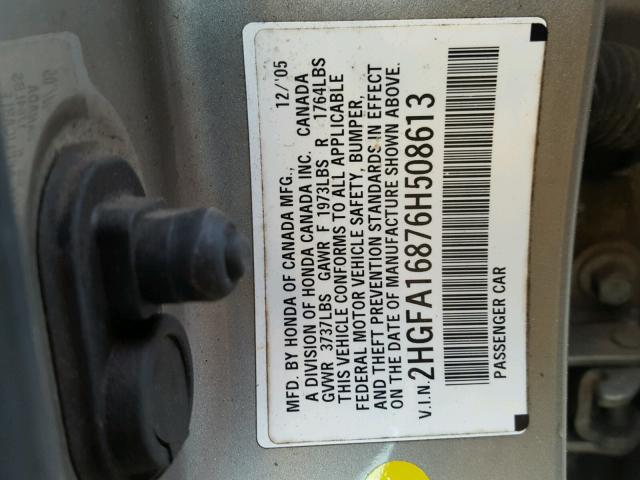 MFD. BY HONDA OF CANADA MFG., 12/'05
A DIVISION OF HONDA CANADA INC. CANADA
GVWR 3737LBS GAWR F 1973LBS R 1764LBS
THIS VEHICLE CONFORMS TO ALL APPLICABLE
FEDERAL MOTOR VEHICLE SAFETY, BUMPER,
AND THEFT PREVENTION STANDARDS IN EFFECT
ON THE DATE OF MANUFACTURE SHOWN ABOVE.
V.I.N. 2HGFA16876H508613
PASSENGER CAR